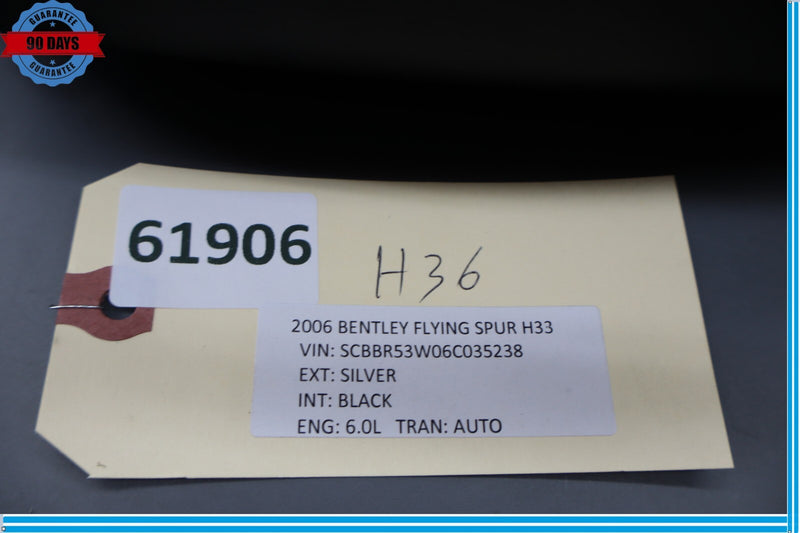 GUARANTEE
90 DAYS
GUARANTEE
61906
H36
2006 BENTLEY FLYING SPUR H33
VIN: SCBBR53W06C035238
EXT: SILVER
INT: BLACK
ENG: 6.0L TRAN: AUTO